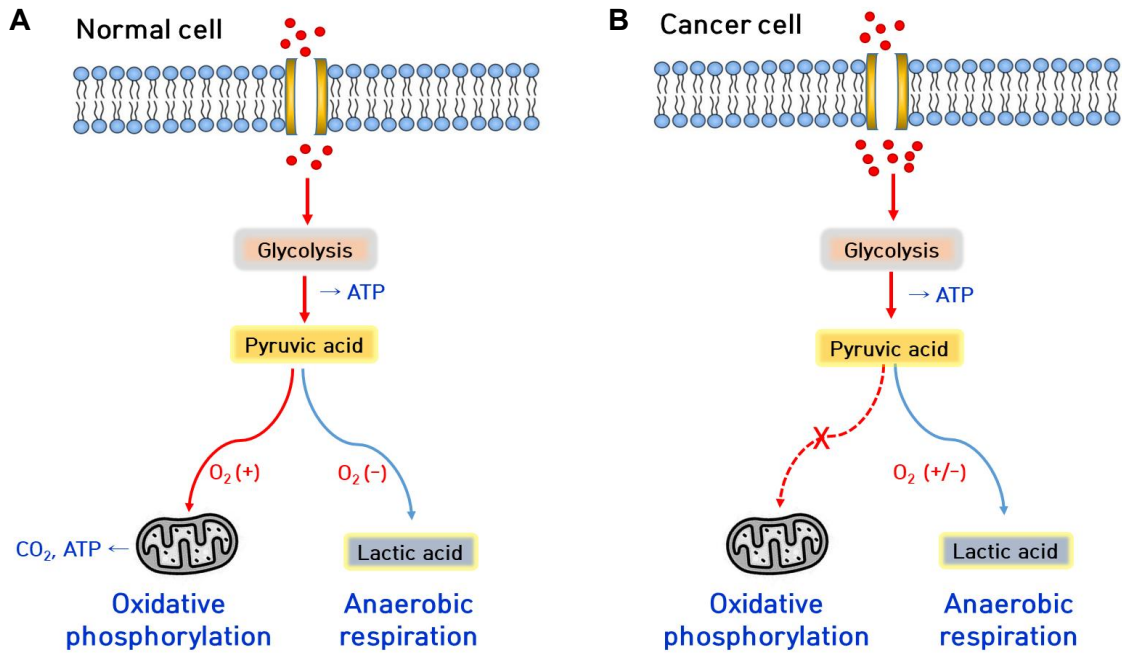 A
Normal cell
Glycolysis
→ ATP
Pyruvic acid
O₂ (+)
O₂ (−)
CO₂, ATP ←
Lactic acid
Oxidative
phosphorylation
Anaerobic
respiration
B
Cancer cell
Glycolysis
→ ATP
Pyruvic acid
X
O₂ (+/−)
Lactic acid
Oxidative
phosphorylation
Anaerobic
respiration